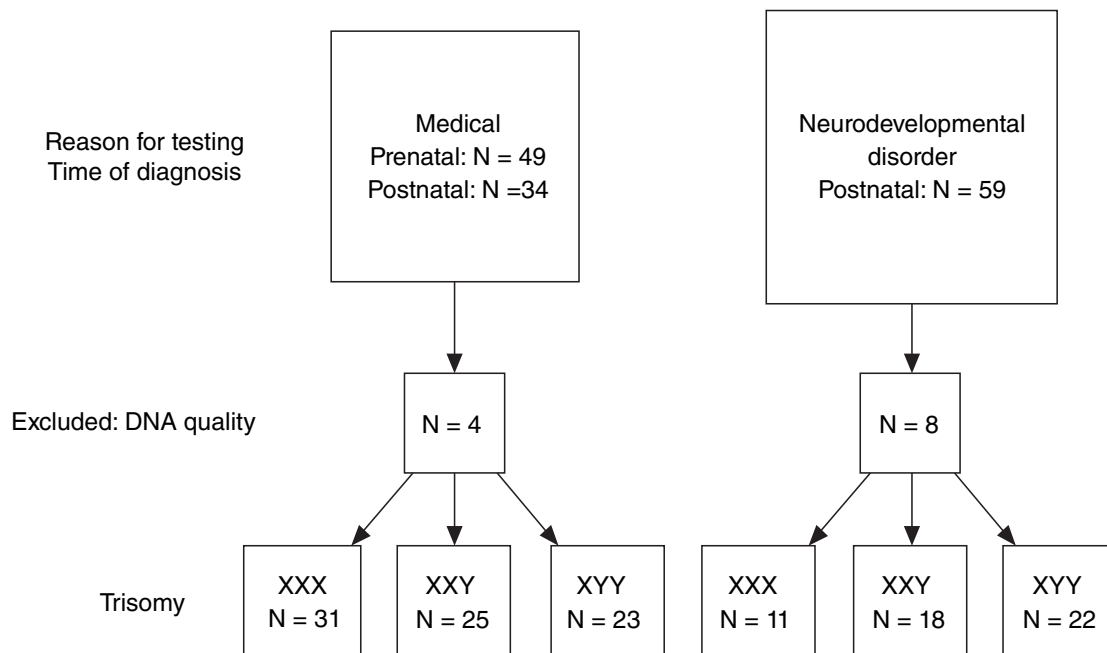 Reason for testing
Time of diagnosis
Medical
Prenatal: N = 49
Postnatal: N =34
Neurodevelopmental
disorder
Postnatal: N = 59
Excluded: DNA quality
N = 4
N = 8
Trisomy
XXX
N = 31
XXY
N = 25
XYY
N = 23
XXX
N = 11
XXY
N = 18
XYY
N = 22